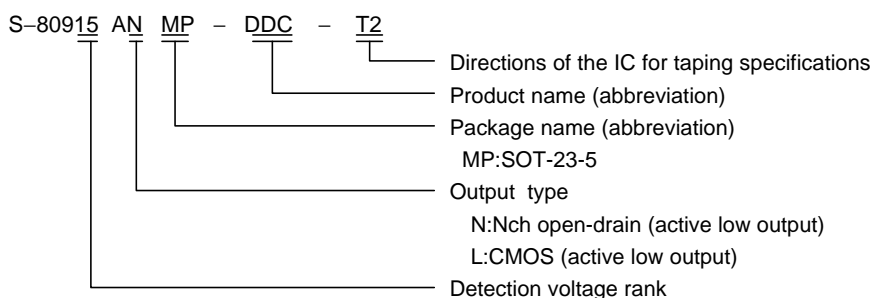 S−80915 AN MP − DDC − T2
Directions of the IC for taping specifications
Product name (abbreviation)
Package name (abbreviation)
MP:SOT-23-5
Output type
N:Nch open-drain (active low output)
L:CMOS (active low output)
Detection voltage rank